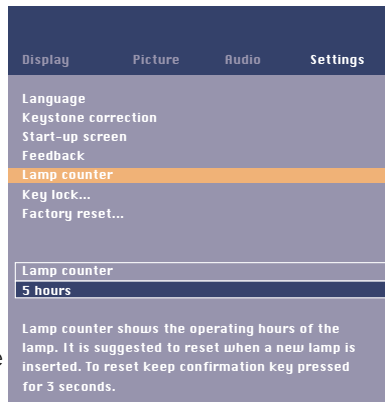 Display Picture Audio Settings
Language
Keystone correction
Start-up screen
Feedback
Lamp counter
Key lock...
Factory reset...
Lamp counter
5 hours
Lamp counter shows the operating hours of the
lamp. It is suggested to reset when a new lamp is
inserted. To reset keep confirmation key pressed
for 3 seconds.